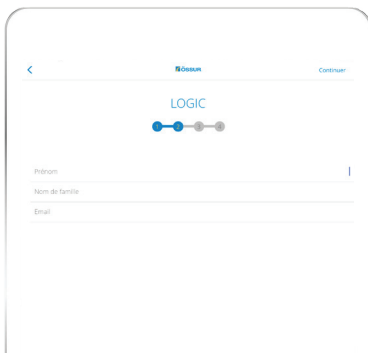 ÖSSUR
Continuer
LOGIC
1 2 3 4
Prénom
Nom de famille
Email